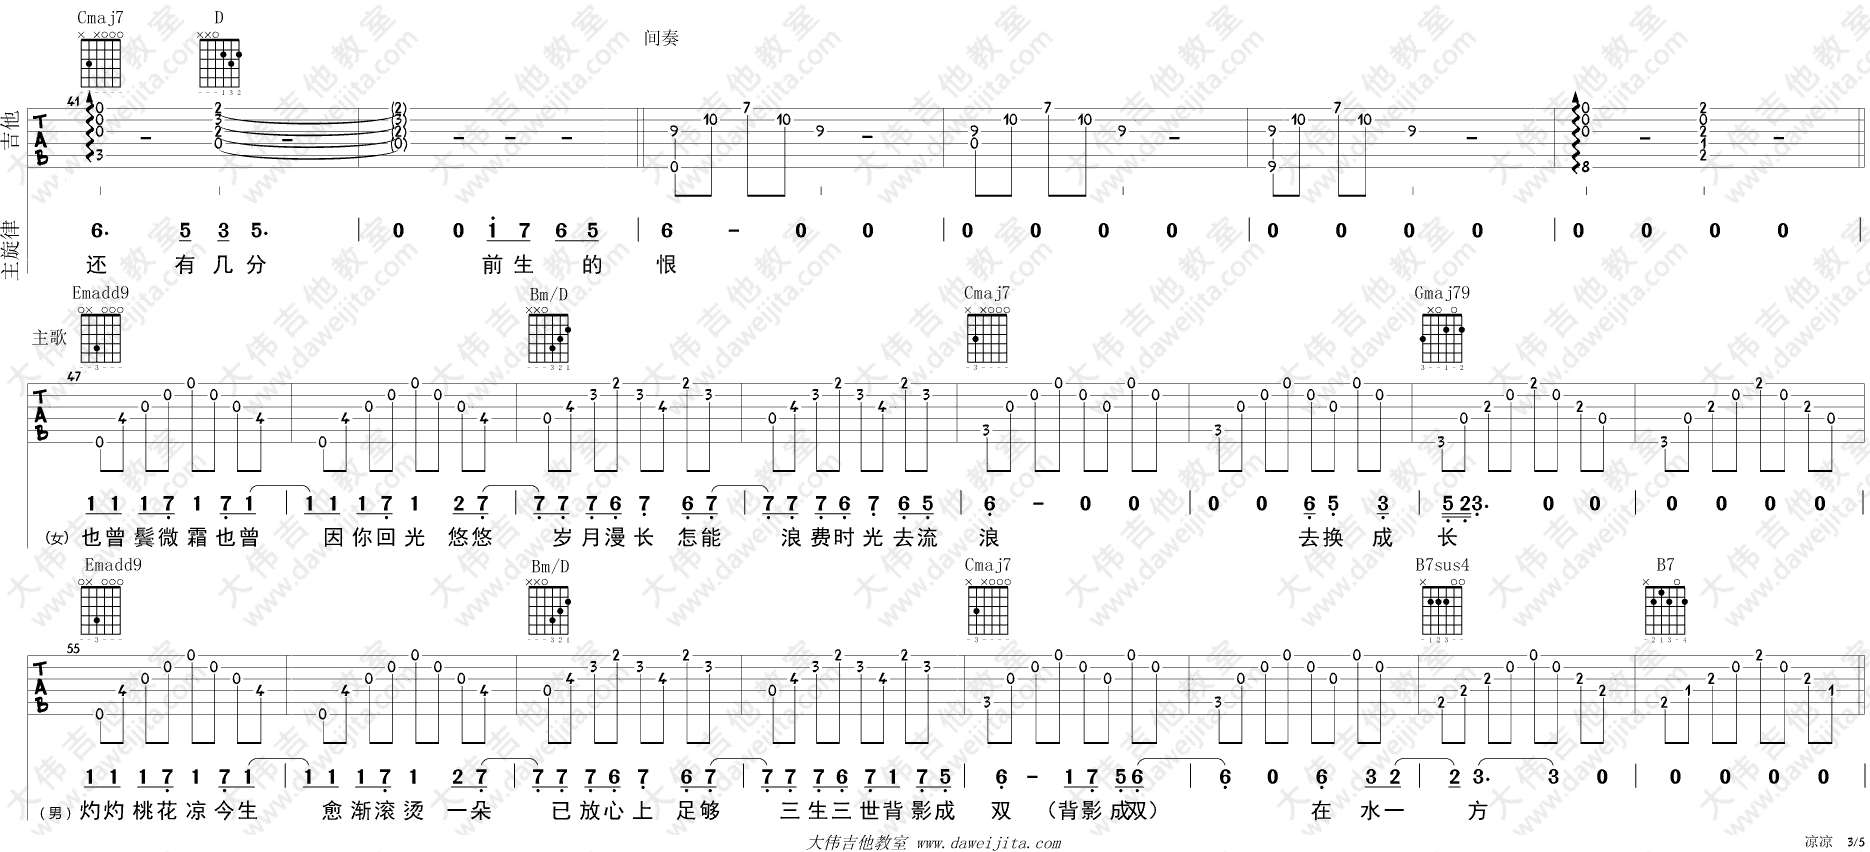 Cmaj7 D 间奏
吉他 41
主旋律 6. 5 3 5. | 0 0 1 7 6 5 | 6 – 0 0 | 0 0 0 0 | 0 0 0 0 | 0 0 0 0 |
还 有 几 分 前 生 的 恨
Emadd9 Bm/D Cmaj7 Gmaj79
主歌
47
1 1 1 7 1 7 1 | 1 1 1 7 1 2 7 | 7 7 7 6 7 6 7 | 7 7 7 6 7 6 5 | 6 – 0 0 | 0 0 6 5 3 | 5 2 3. 0 0 | 0 0 0 0
(女) 也曾 鬓微 霜也曾 因你回光 悠悠 岁月漫长 怎能 浪费时光去流 浪 去换 成 长
Emadd9 Bm/D Cmaj7 B7sus4 B7
55
1 1 1 7 1 7 1 | 1 1 1 7 1 2 7 | 7 7 7 6 7 6 7 | 7 7 7 6 7 1 7 5 | 6 – 1 7 5 6 | 6 0 6 3 2 | 2 3. 3 0 | 0 0 0 0
(男) 灼灼 桃花 凉今生 愈渐滚烫 一朵 已放心上 足够 三生三世背影成 双 (背影成双) 在 水一 方
大伟吉他教室 www.daweijita.com
凉凉 3/5